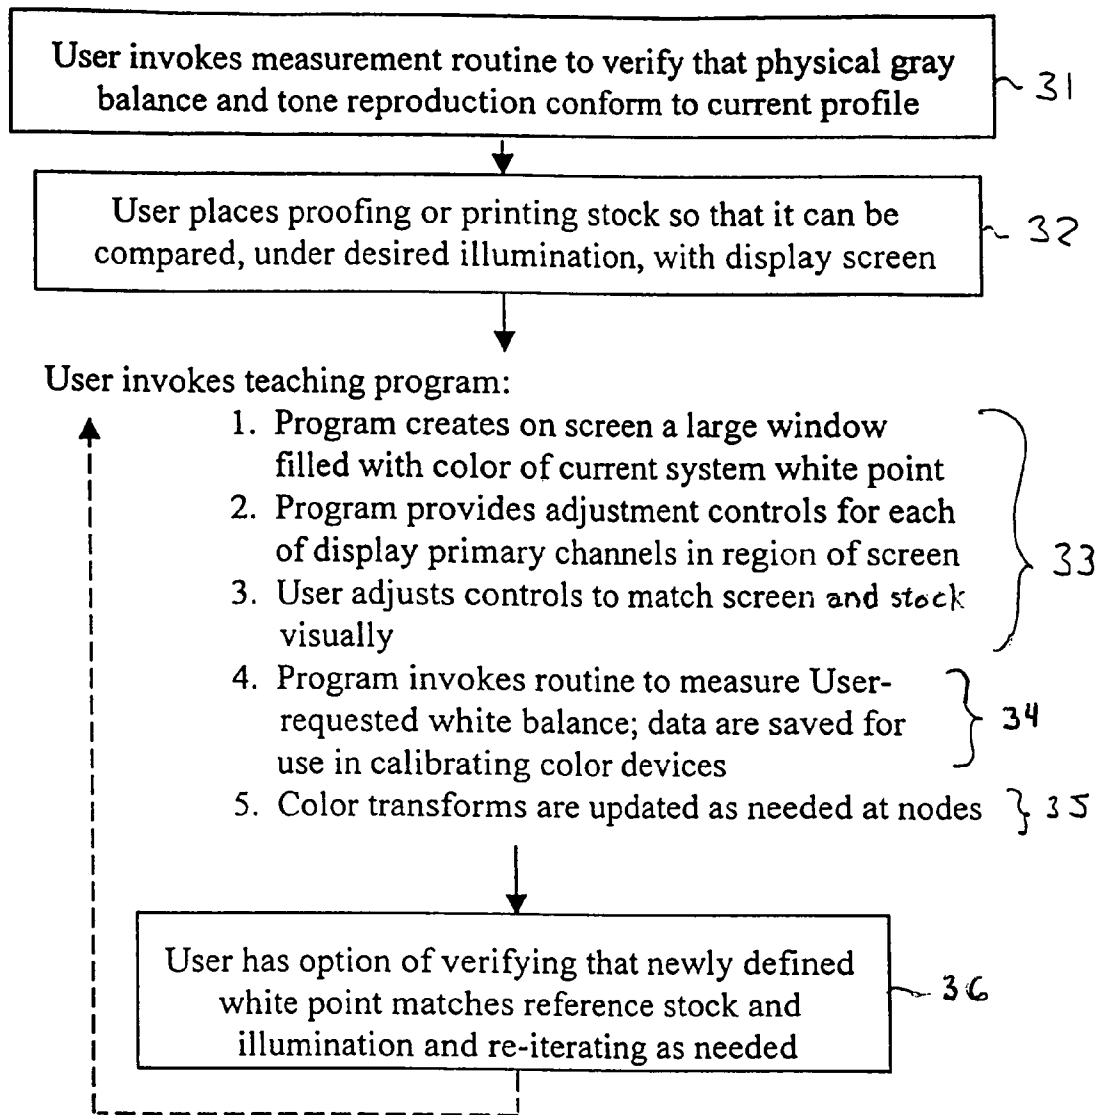 User invokes measurement routine to verify that physical gray
balance and tone reproduction conform to current profile
31
User places proofing or printing stock so that it can be
compared, under desired illumination, with display screen
32
User invokes teaching program:
1. Program creates on screen a large window
filled with color of current system white point
2. Program provides adjustment controls for each
of display primary channels in region of screen
3. User adjusts controls to match screen and stock
visually
33
4. Program invokes routine to measure User-
requested white balance; data are saved for
use in calibrating color devices
34
5. Color transforms are updated as needed at nodes
35
User has option of verifying that newly defined
white point matches reference stock and
illumination and re-iterating as needed
36